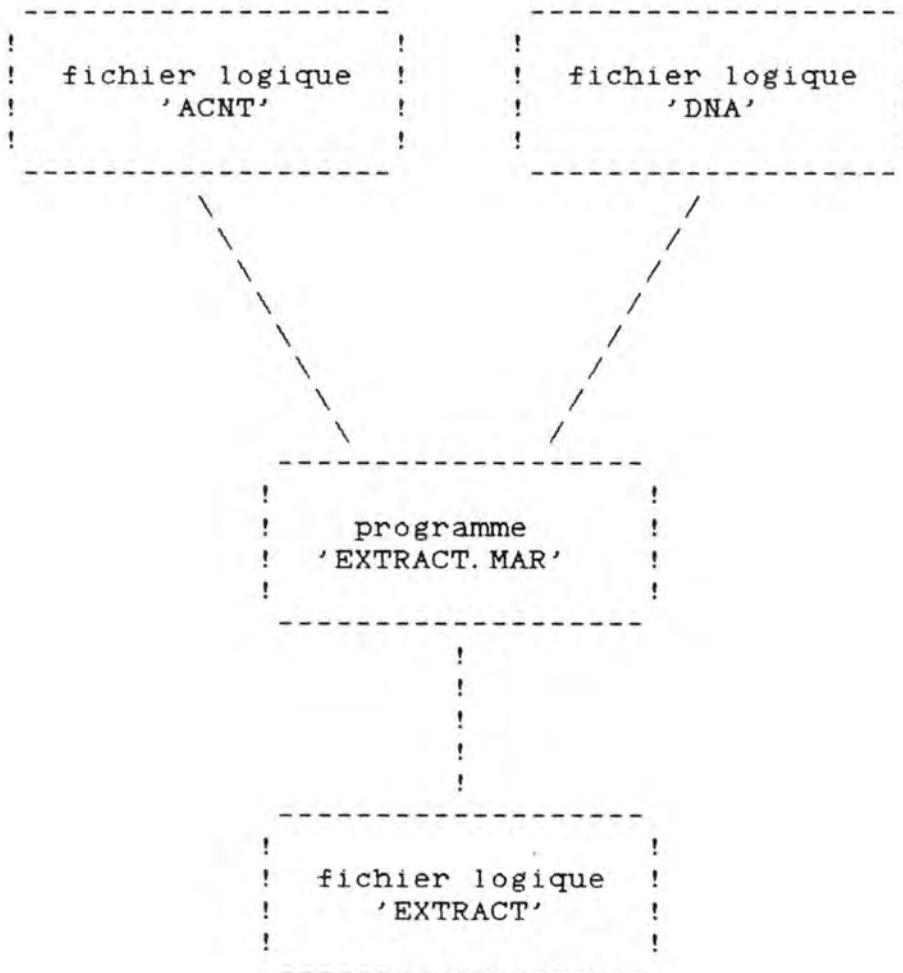 fichier logique
'ACNT'
fichier logique
'DNA'
programme
'EXTRACT. MAR'
fichier logique
'EXTRACT'